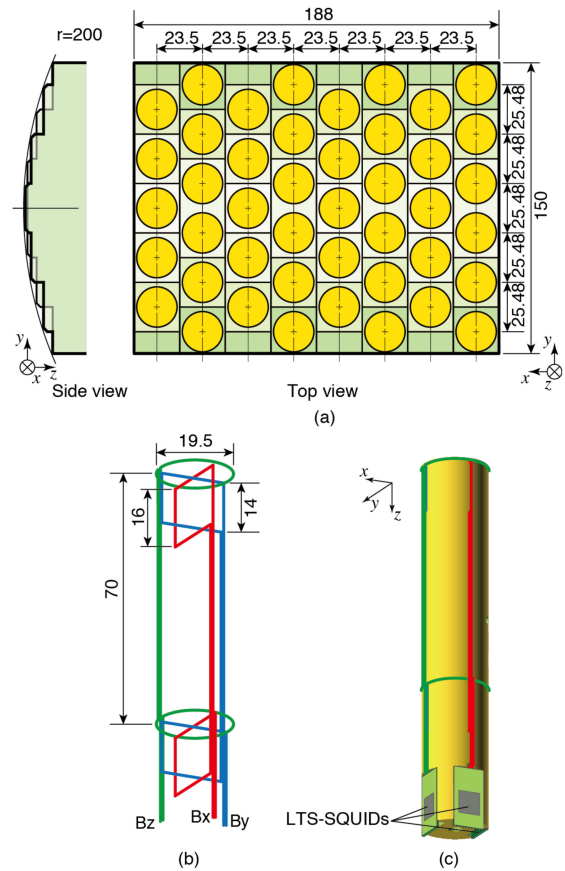 188
r=200
23.5 23.5 23.5 23.5
23.5 23.5 23.5
25.48
25.48
25.48
25.48
25.48
150
y
x z
Side view
Top view
y
x z
(a)
19.5
16
14
70
Bz Bx By
(b)
x
y z
LTS-SQUIDs
(c)